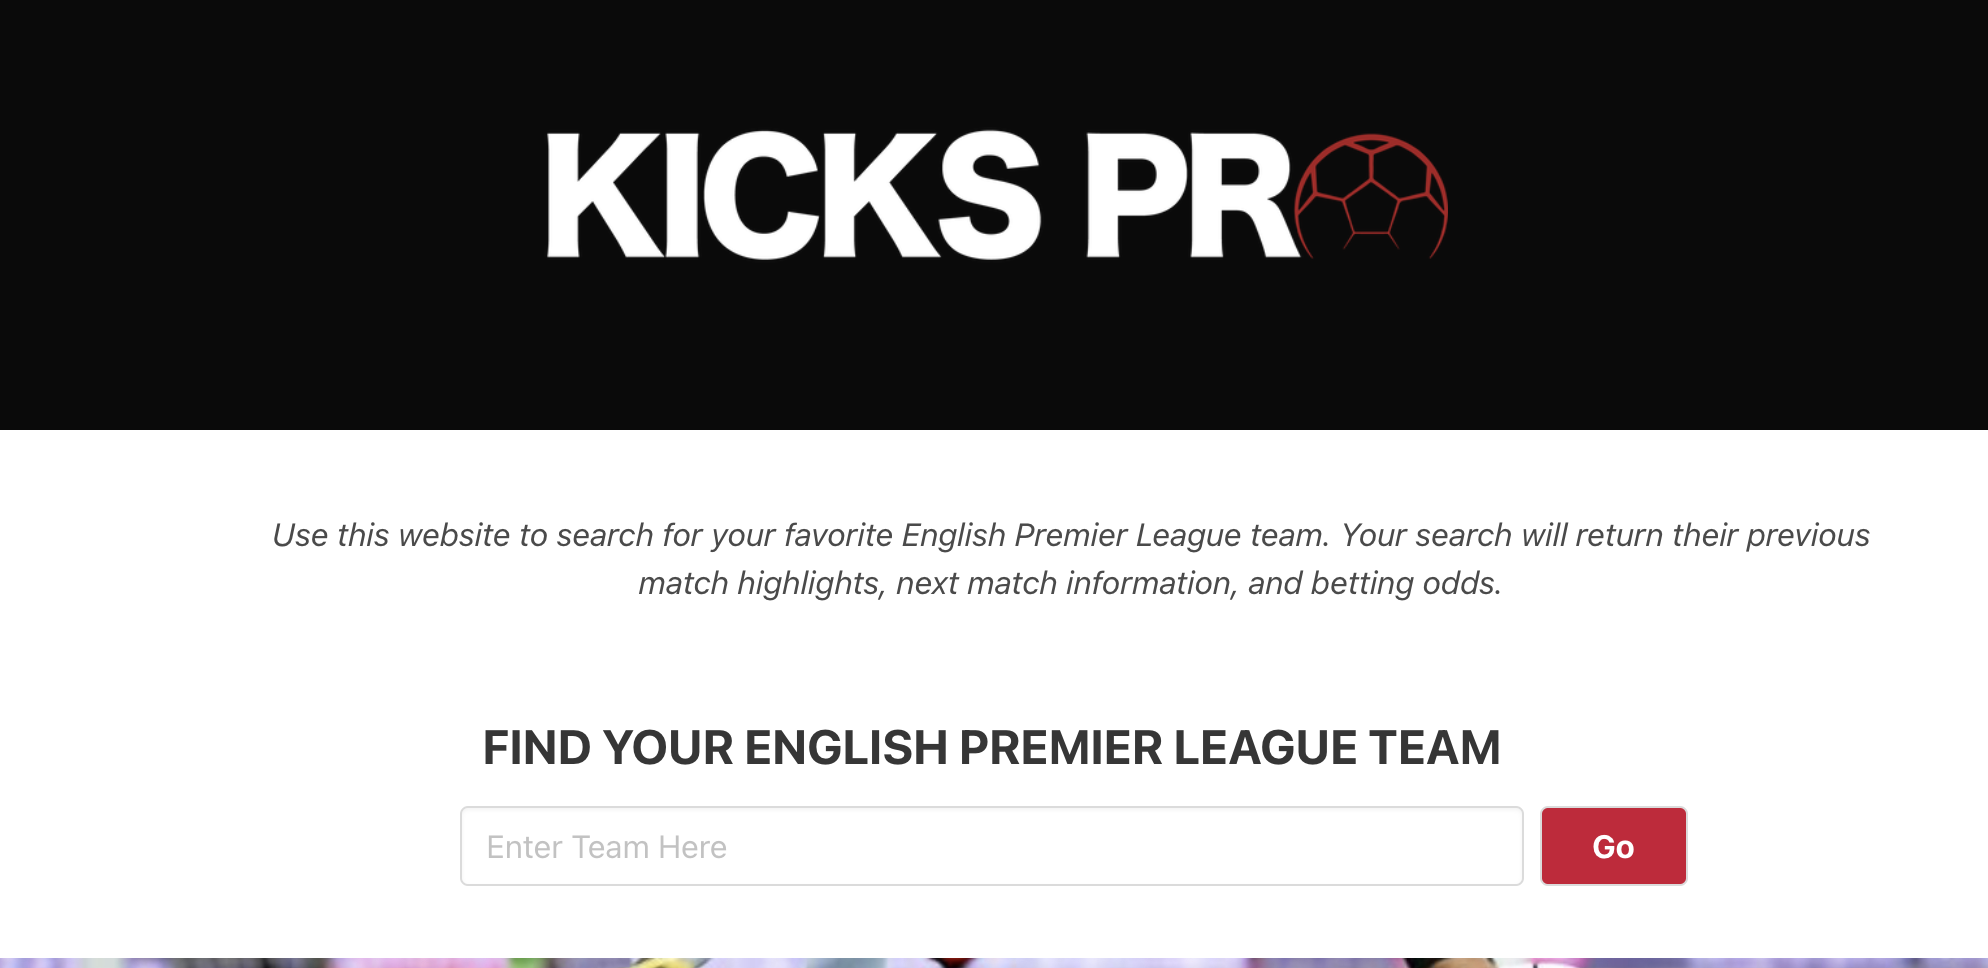 KICKS PRO
Use this website to search for your favorite English Premier League team. Your search will return their previous
match highlights, next match information, and betting odds.
FIND YOUR ENGLISH PREMIER LEAGUE TEAM
Enter Team Here
Go